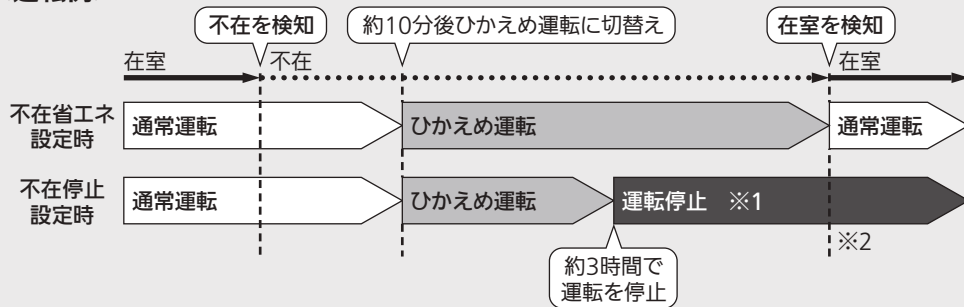 不在を検知
約10分後ひかえめ運転に切替え
在室を検知
在室
不在
在室
不在省エネ
設定時
通常運転
ひかえめ運転
通常運転
不在停止
設定時
通常運転
ひかえめ運転
運転停止 ※1
※2
約3時間で
運転を停止